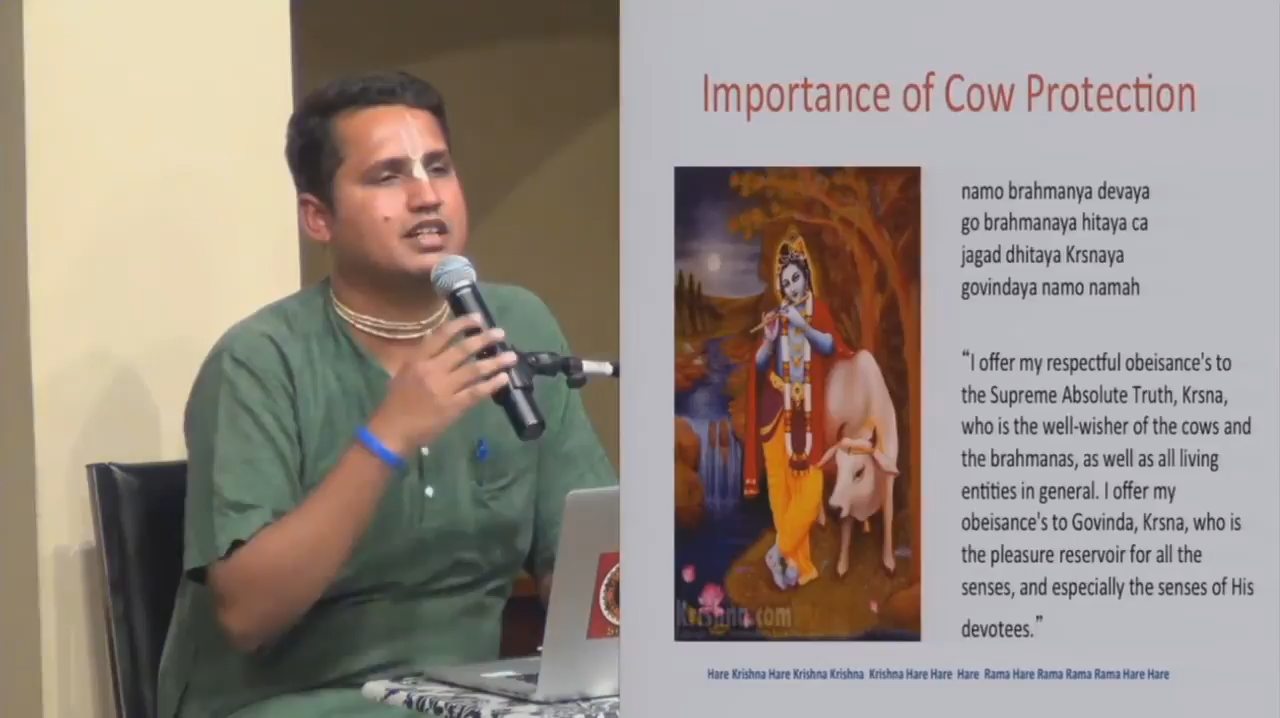 Importance of Cow Protection
namo brahmanya devaya
go brahmanaya hitaya ca
jagad dhitaya Krsnaya
govindaya namo namah
“I offer my respectful obeisance's to
the Supreme Absolute Truth, Krsna,
who is the well-wisher of the cows and
the brahmanas, as well as all living
entities in general. I offer my
obeisance's to Govinda, Krsna, who is
the pleasure reservoir for all the
senses, and especially the senses of His
devotees.”
Krishna.com
Hare Krishna Hare Krishna Krishna Krishna Hare Hare Hare Rama Hare Rama Rama Rama Hare Hare